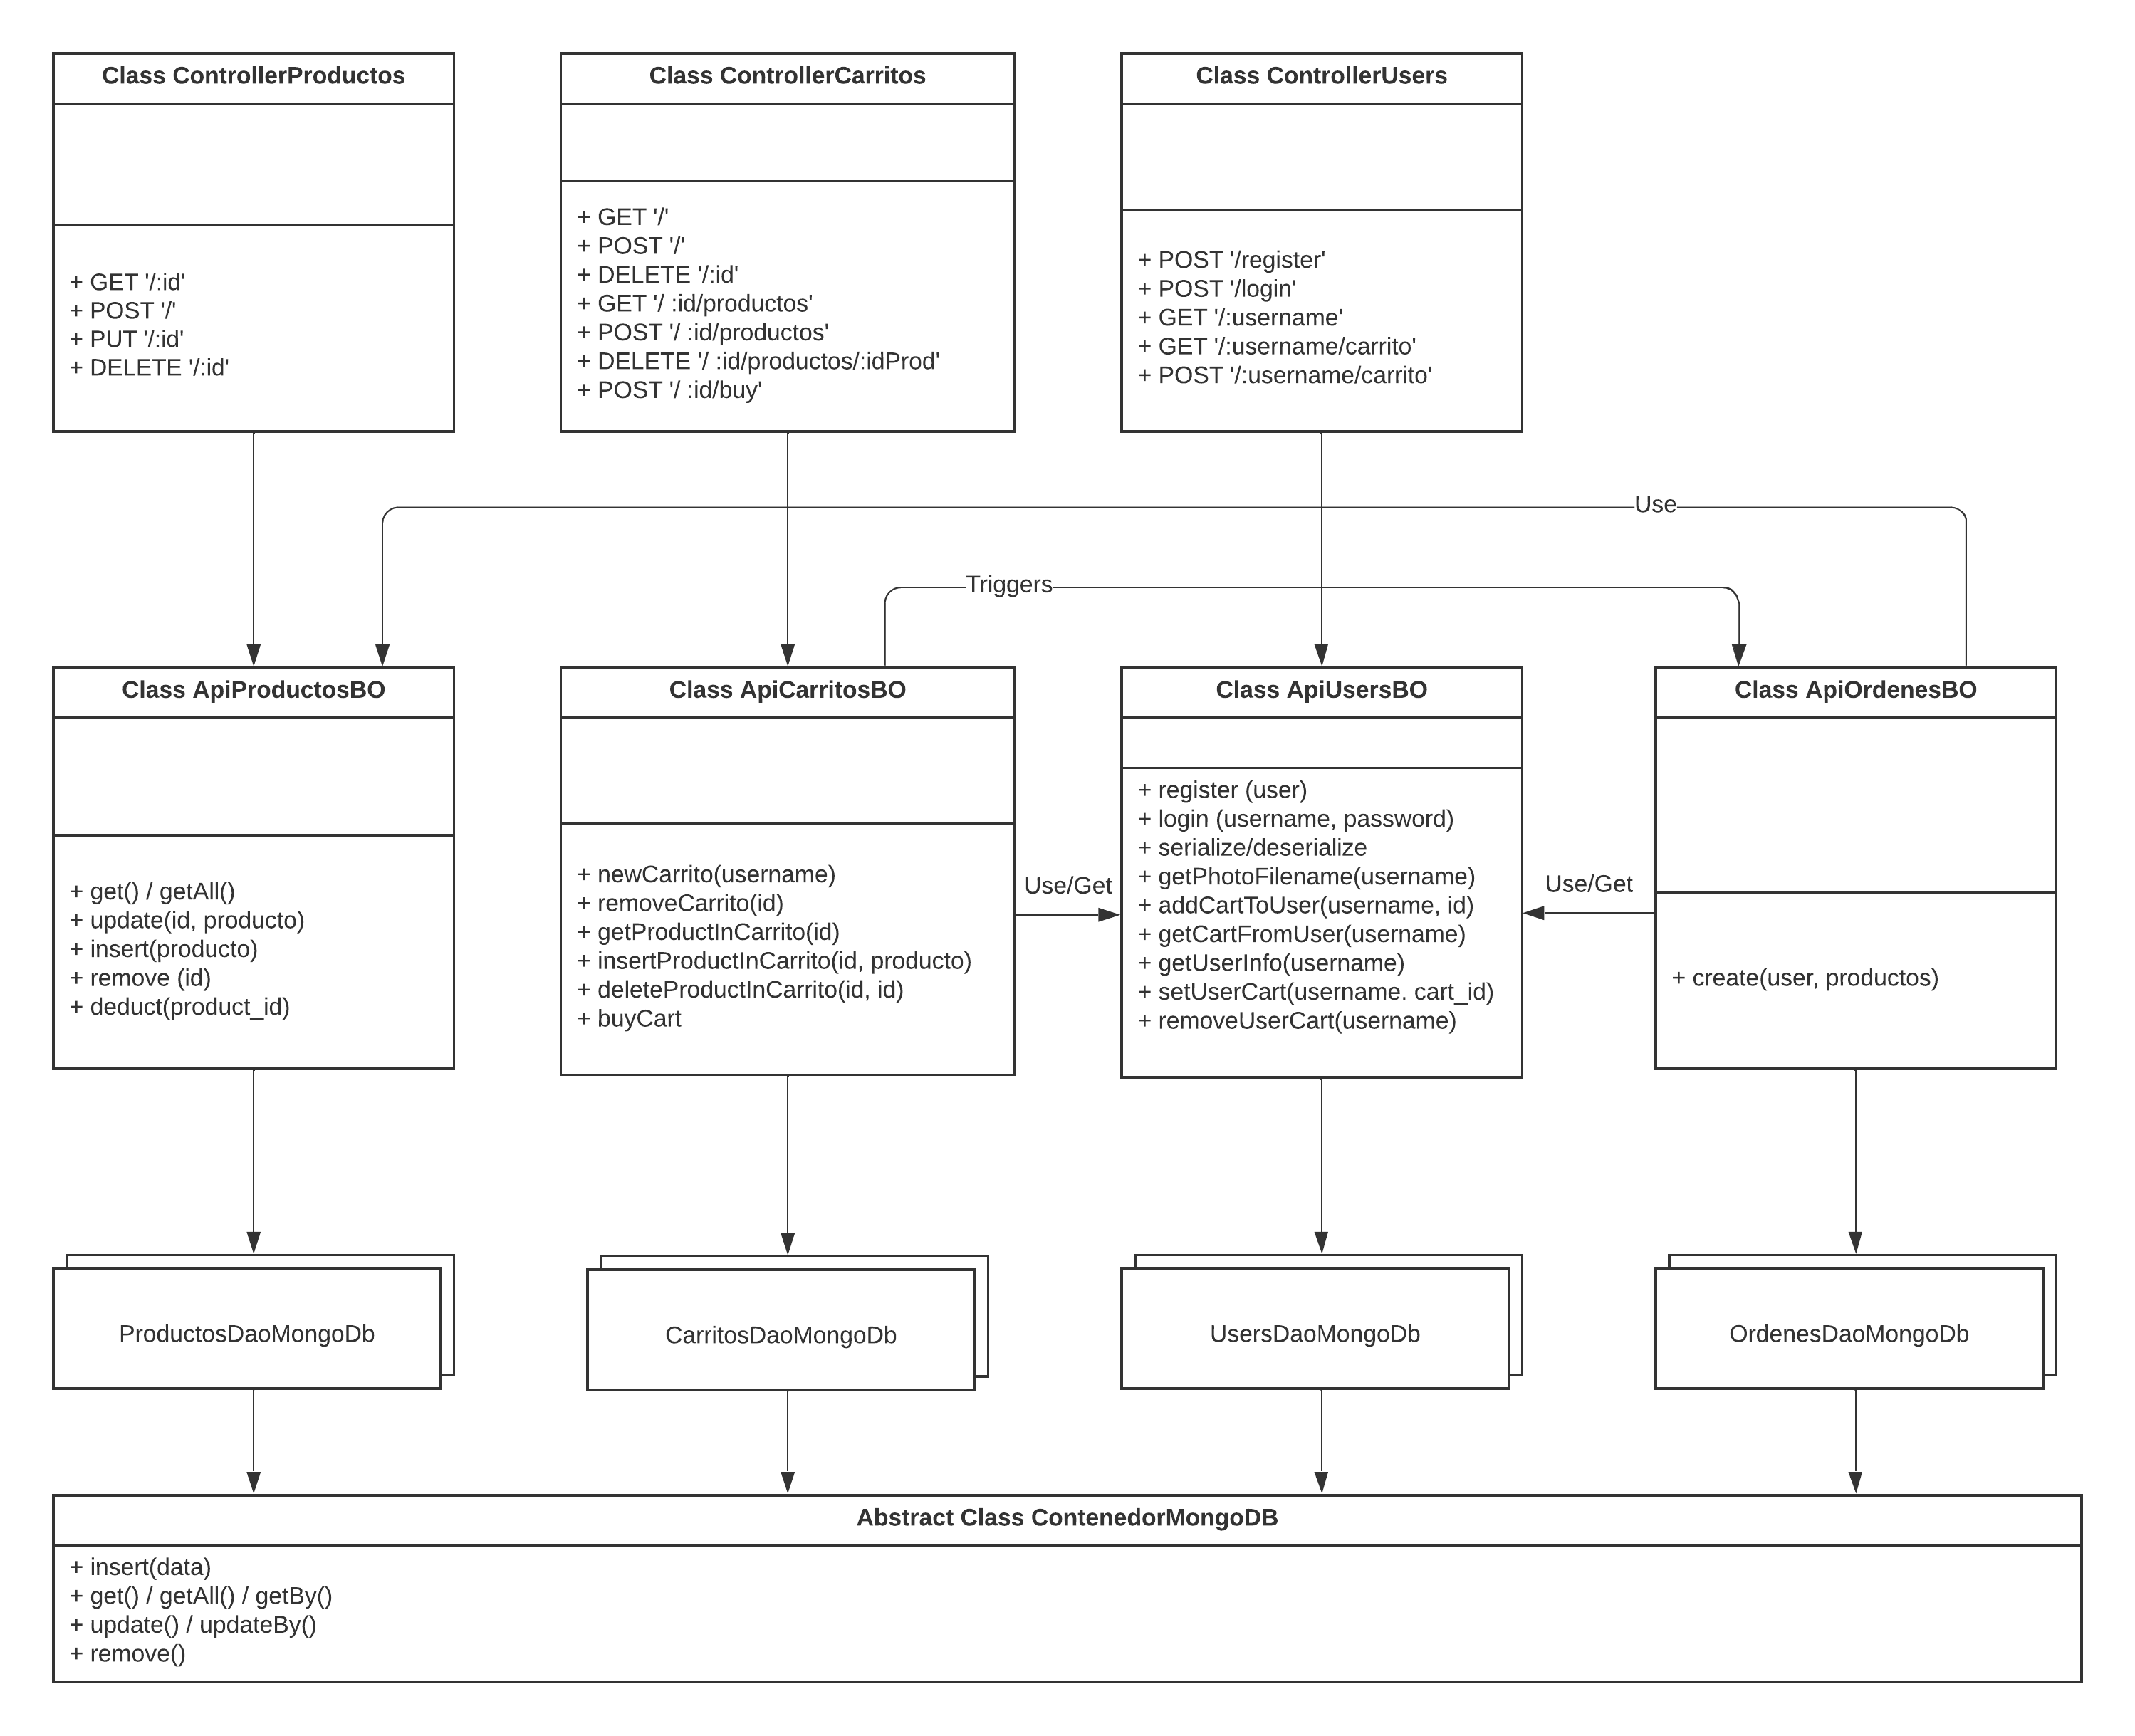 Class ControllerProductos
+ GET '/:id'
+ POST '/'
+ PUT '/:id'
+ DELETE '/:id'
Class ControllerCarritos
+ GET '/'
+ POST '/'
+ DELETE '/:id'
+ GET '/ :id/productos'
+ POST '/ :id/productos'
+ DELETE '/ :id/productos/:idProd'
+ POST '/ :id/buy'
Class ControllerUsers
+ POST '/register'
+ POST '/login'
+ GET '/:username'
+ GET '/:username/carrito'
+ POST '/:username/carrito'
Use
Triggers
Class ApiProductosBO
+ get() / getAll()
+ update(id, producto)
+ insert(producto)
+ remove (id)
+ deduct(product_id)
Class ApiCarritosBO
+ newCarrito(username)
+ removeCarrito(id)
+ getProductInCarrito(id)
+ insertProductInCarrito(id, producto)
+ deleteProductInCarrito(id, id)
+ buyCart
Use/Get
Class ApiUsersBO
+ register (user)
+ login (username, password)
+ serialize/deserialize
+ getPhotoFilename(username)
+ addCartToUser(username, id)
+ getCartFromUser(username)
+ getUserInfo(username)
+ setUserCart(username. cart_id)
+ removeUserCart(username)
Use/Get
Class ApiOrdenesBO
+ create(user, productos)
ProductosDaoMongoDb
CarritosDaoMongoDb
UsersDaoMongoDb
OrdenesDaoMongoDb
Abstract Class ContenedorMongoDB
+ insert(data)
+ get() / getAll() / getBy()
+ update() / updateBy()
+ remove()